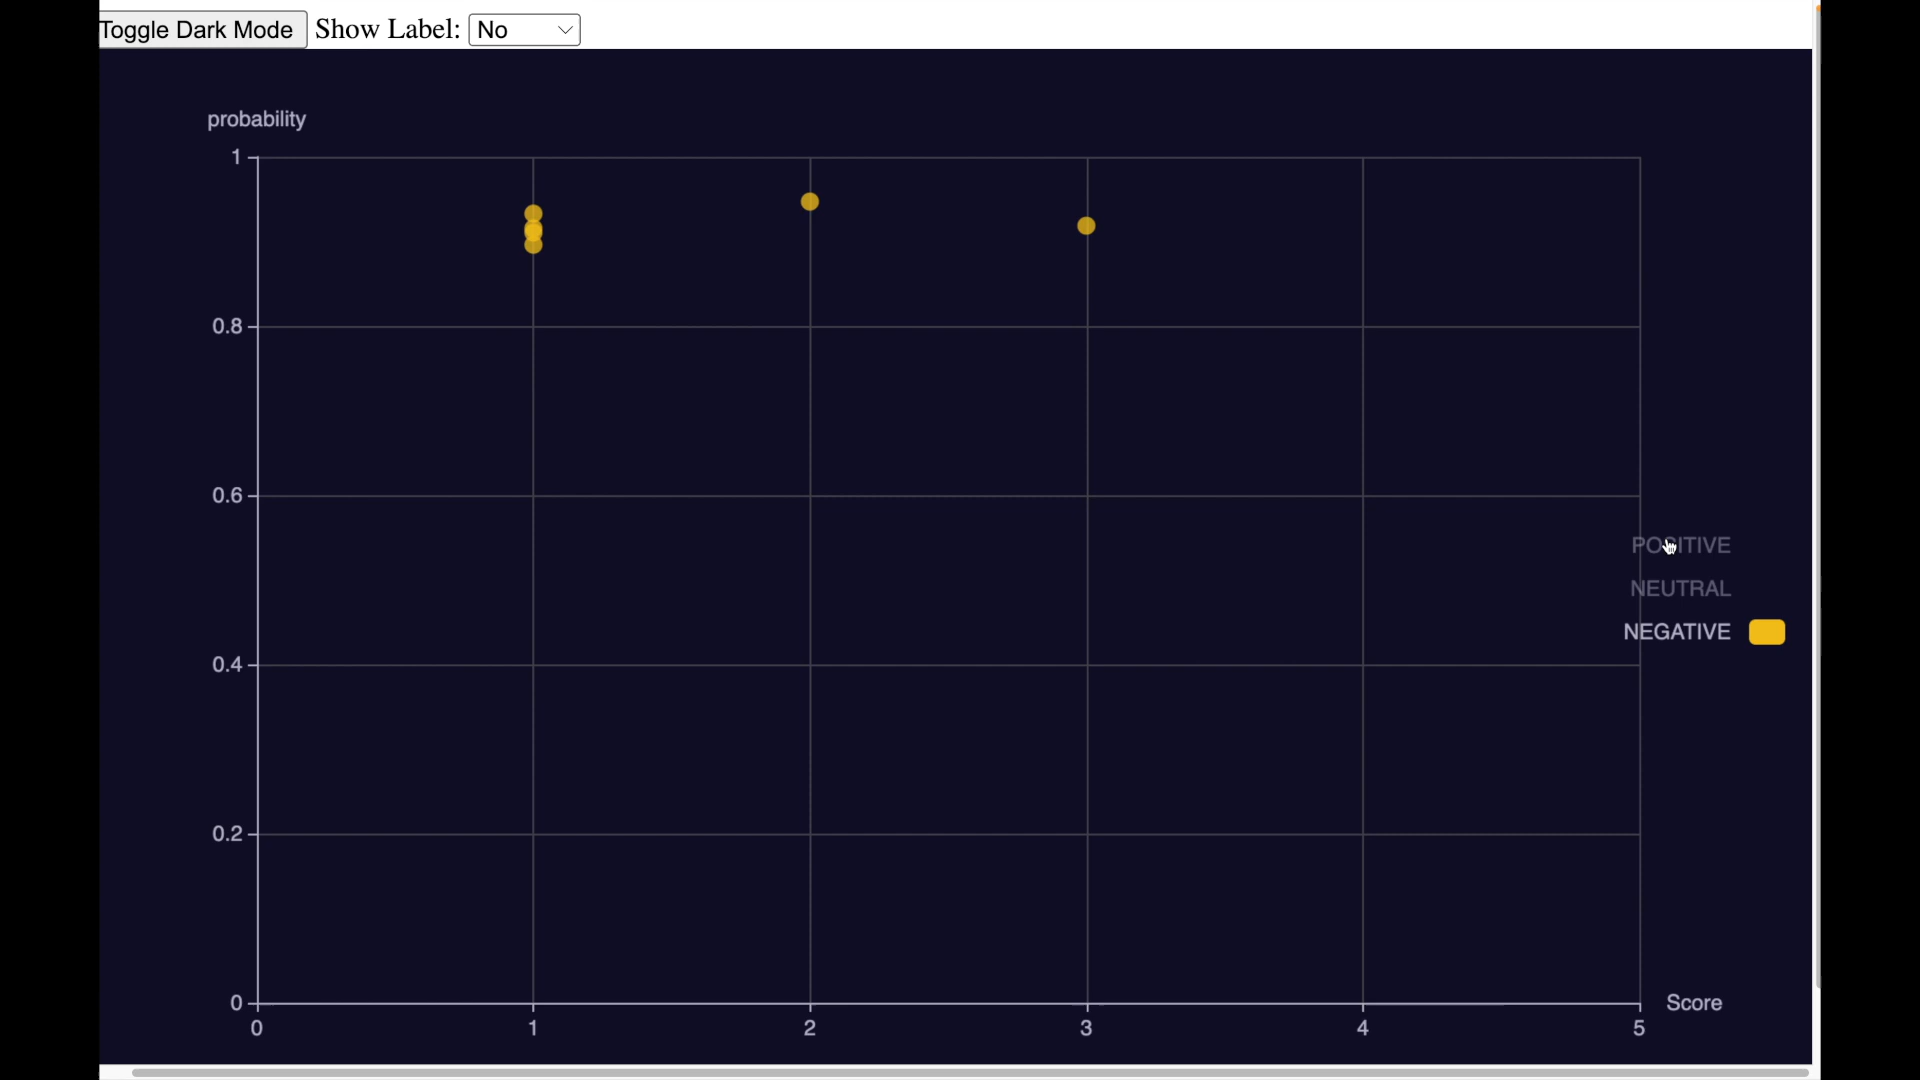 Toggle Dark Mode Show Label: No
probability
1
0.8
0.6
POSITIVE
NEUTRAL
NEGATIVE
0.4
0.2
0
Score
0 1 2 3 4 5